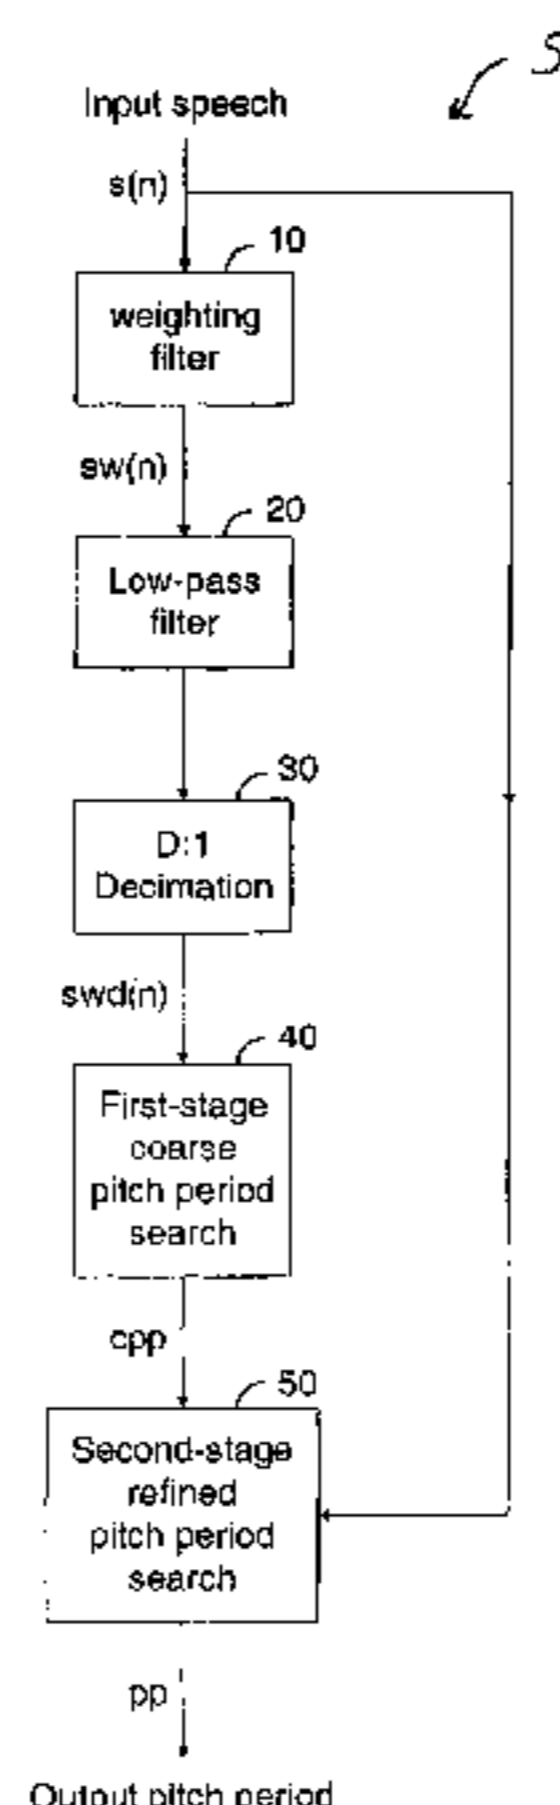 5
Input speech
s(n)
10
weighting
filter
sw(n)
20
Low-pass
filter
30
D:1
Decimation
swd(n)
40
First-stage
coarse
pitch period
search
cpp
50
Second-stage
refined
pitch period
search
pp
Output pitch period